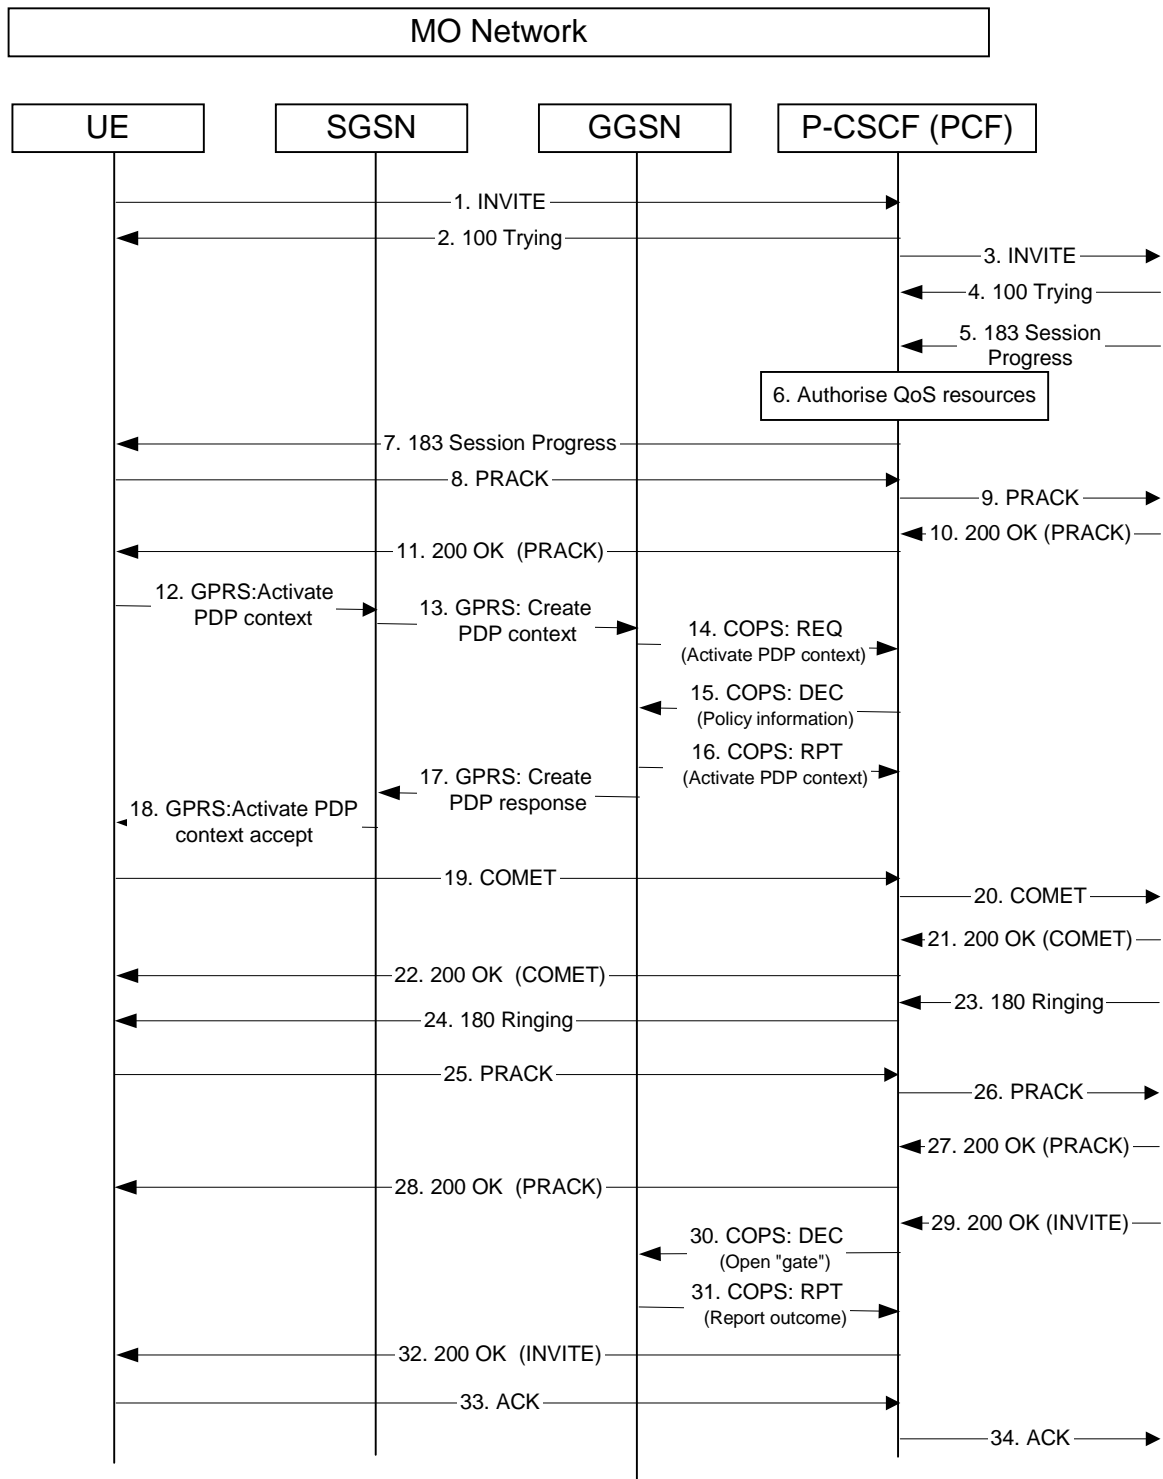 MO Network
UE
SGSN
GGSN
P-CSCF (PCF)
1. INVITE
2. 100 Trying
3. INVITE
4. 100 Trying
5. 183 Session
Progress
6. Authorise QoS resources
7. 183 Session Progress
8. PRACK
9. PRACK
10. 200 OK (PRACK)
11. 200 OK (PRACK)
12. GPRS:Activate
PDP context
13. GPRS: Create
PDP context
14. COPS: REQ
(Activate PDP context)
15. COPS: DEC
(Policy information)
16. COPS: RPT
(Activate PDP context)
17. GPRS: Create
PDP response
18. GPRS:Activate PDP
context accept
19. COMET
20. COMET
21. 200 OK (COMET)
22. 200 OK (COMET)
23. 180 Ringing
24. 180 Ringing
25. PRACK
26. PRACK
27. 200 OK (PRACK)
28. 200 OK (PRACK)
29. 200 OK (INVITE)
30. COPS: DEC
(Open "gate")
31. COPS: RPT
(Report outcome)
32. 200 OK (INVITE)
33. ACK
34. ACK